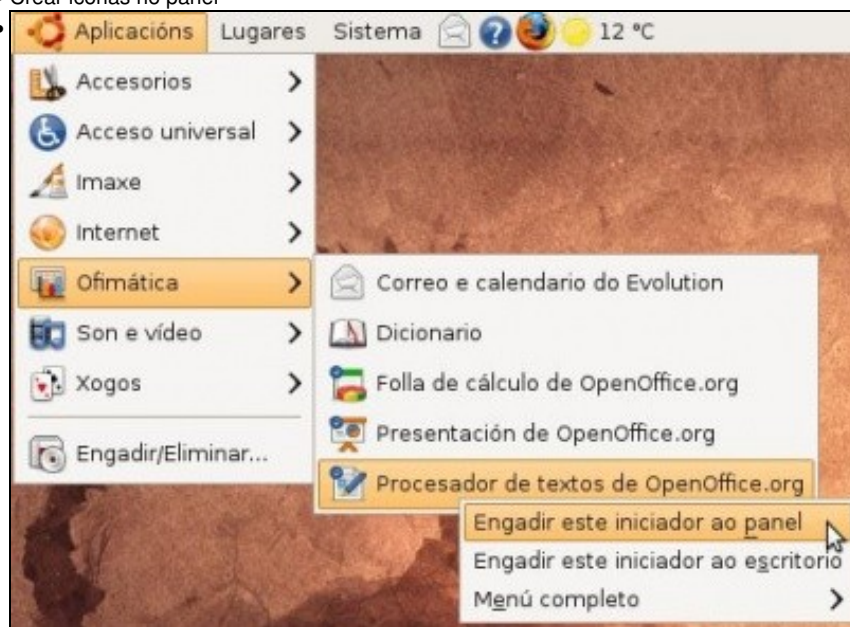 Crear iconas no panel
Aplicacións Lugares Sistema 12 °C
Accesorios
Acceso universal
Imaxe
Internet
Ofimática
Son e vídeo
Xogos
Engadir/Eliminar...
Correo e calendario do Evolution
Dicionario
Folla de cálculo de OpenOffice.org
Presentación de OpenOffice.org
Procesador de textos de OpenOffice.org
Engadir este iniciador ao panel
Engadir este iniciador ao escritorio
Menú completo